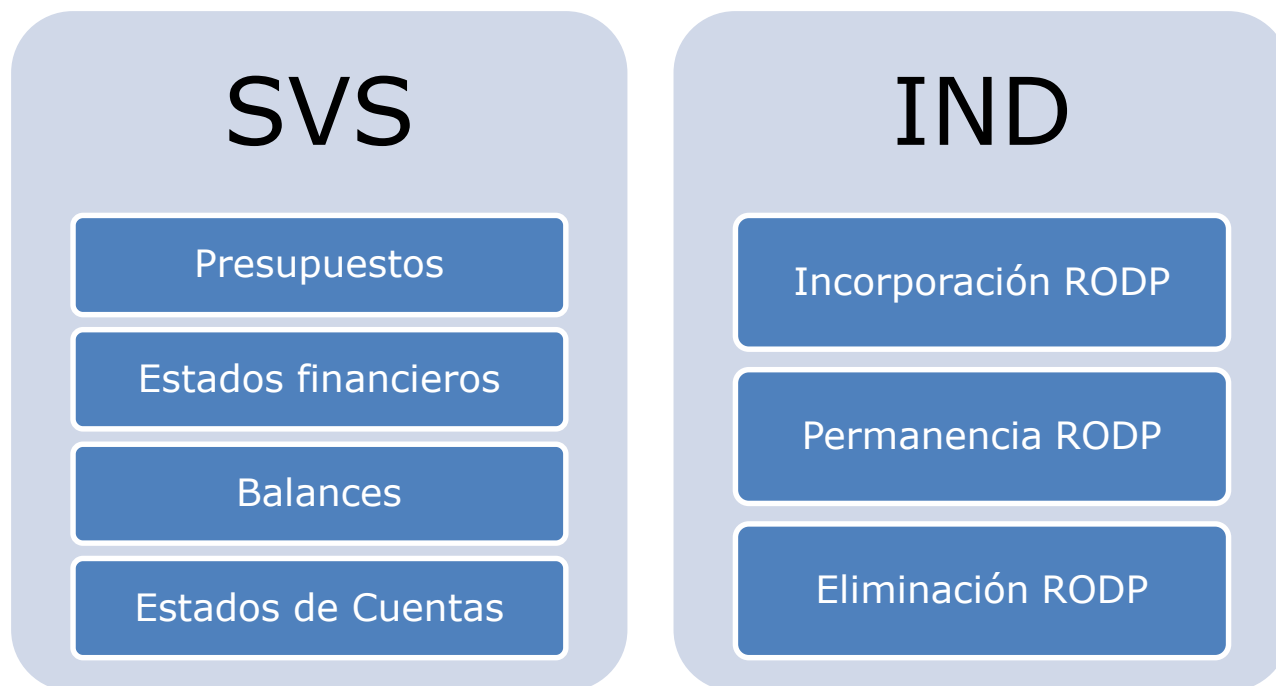 SVS
Presupuestos
Estados financieros
Balances
Estados de Cuentas
IND
Incorporación RODP
Permanencia RODP
Eliminación RODP